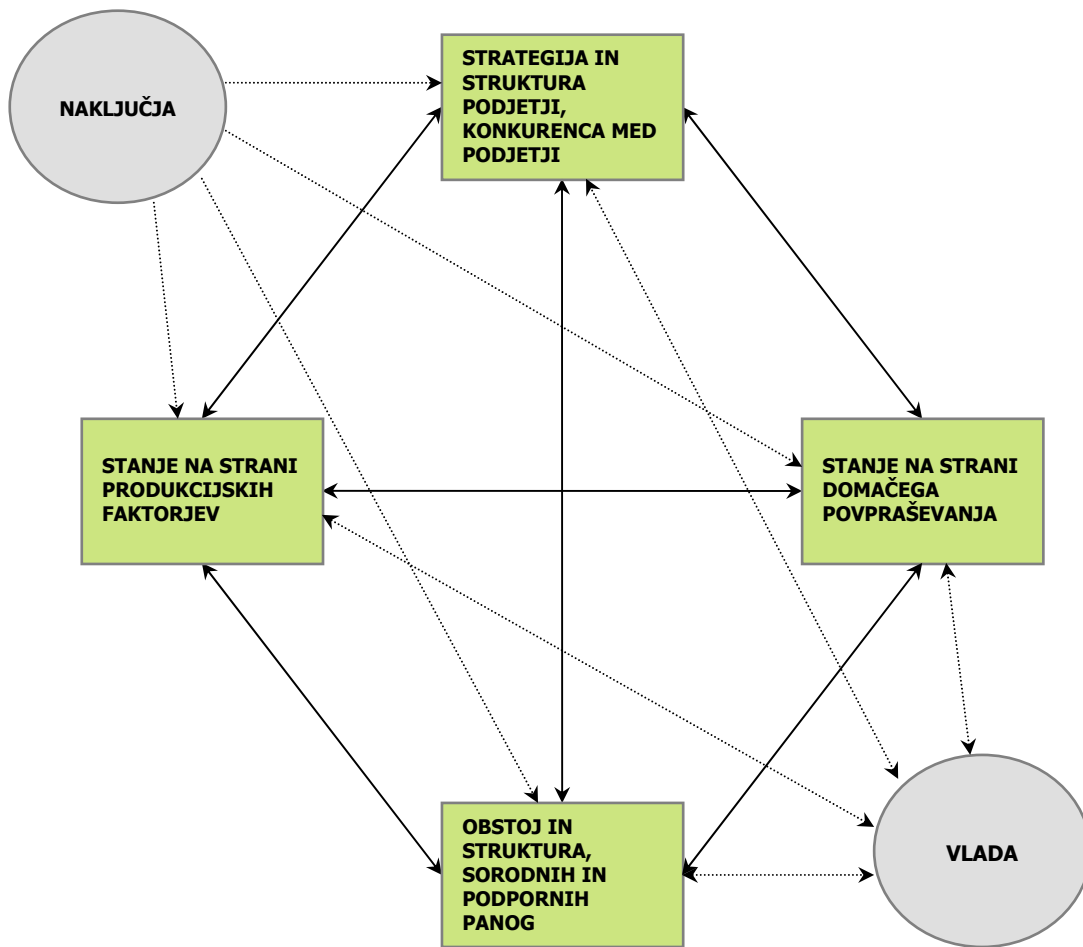 STRATEGIJA IN
STRUKTURA
PODJETJI,
KONKURENCA MED
PODJETJI
NAKLJUČJA
STANJE NA STRANI
PRODUKCIJSKIH
FAKTORJEV
STANJE NA STRANI
DOMAČEGA
POVPRAŠEVANJA
OBSTOJ IN
STRUKTURA,
SORODNIH IN
PODPORNIH
PANOG
VLADA